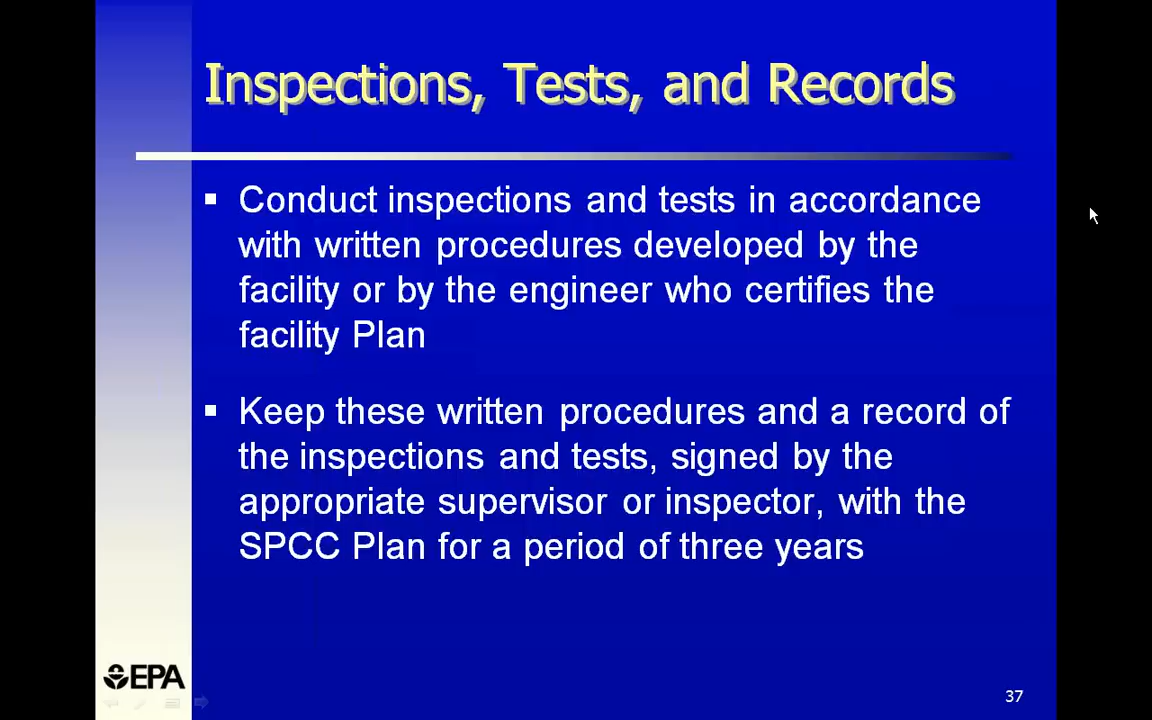 Inspections, Tests, and Records
▪ Conduct inspections and tests in accordance
with written procedures developed by the
facility or by the engineer who certifies the
facility Plan
▪ Keep these written procedures and a record of
the inspections and tests, signed by the
appropriate supervisor or inspector, with the
SPCC Plan for a period of three years
EPA
37